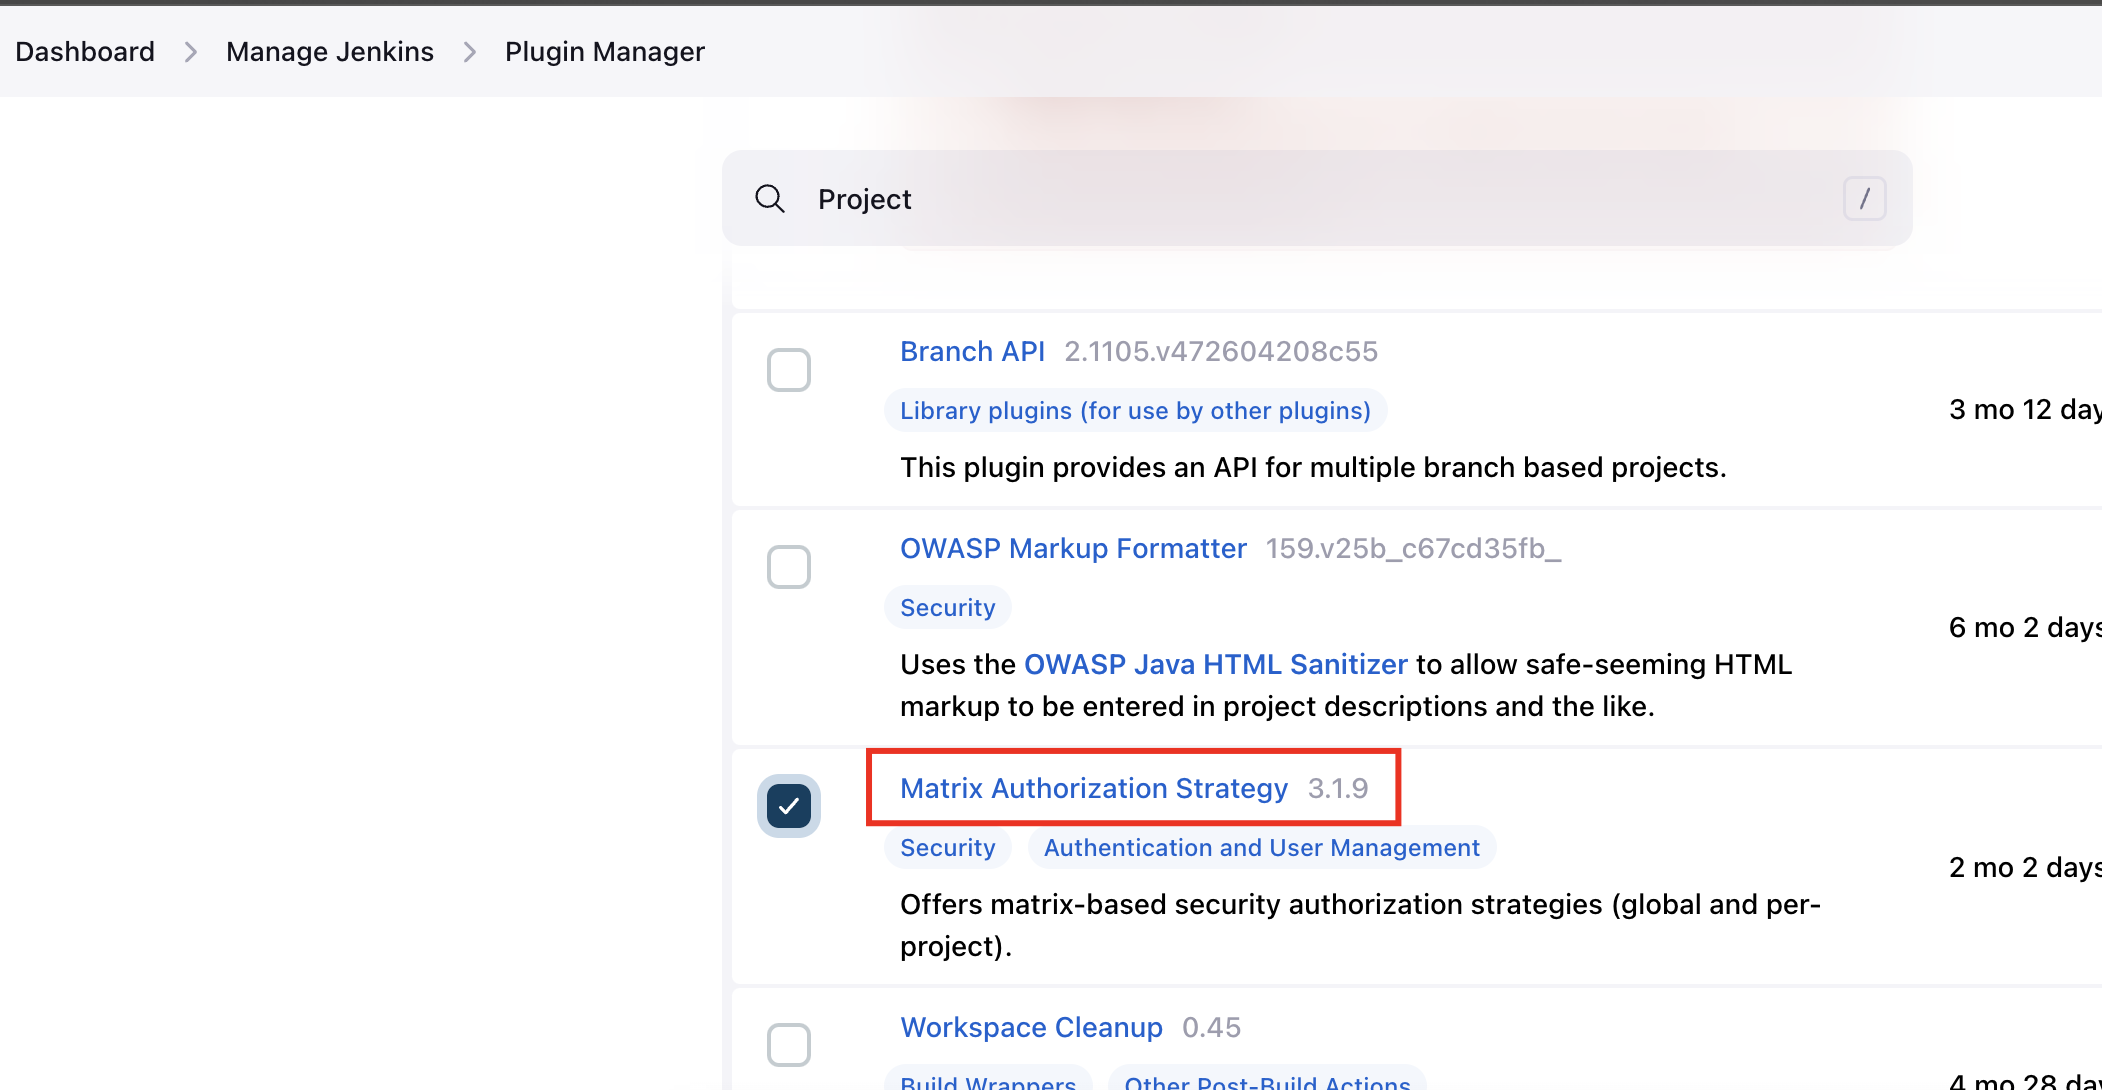 Dashboard > Manage Jenkins > Plugin Manager
Project /
Branch API 2.1105.v472604208c55
Library plugins (for use by other plugins)
3 mo 12 day
This plugin provides an API for multiple branch based projects.
OWASP Markup Formatter 159.v25b_c67cd35fb_
Security
6 mo 2 days
Uses the OWASP Java HTML Sanitizer to allow safe-seeming HTML
markup to be entered in project descriptions and the like.
Matrix Authorization Strategy 3.1.9
Security Authentication and User Management
2 mo 2 days
Offers matrix-based security authorization strategies (global and per-
project).
Workspace Cleanup 0.45
Build Wrappers Other Post-Build Actions
4 mo 28 day